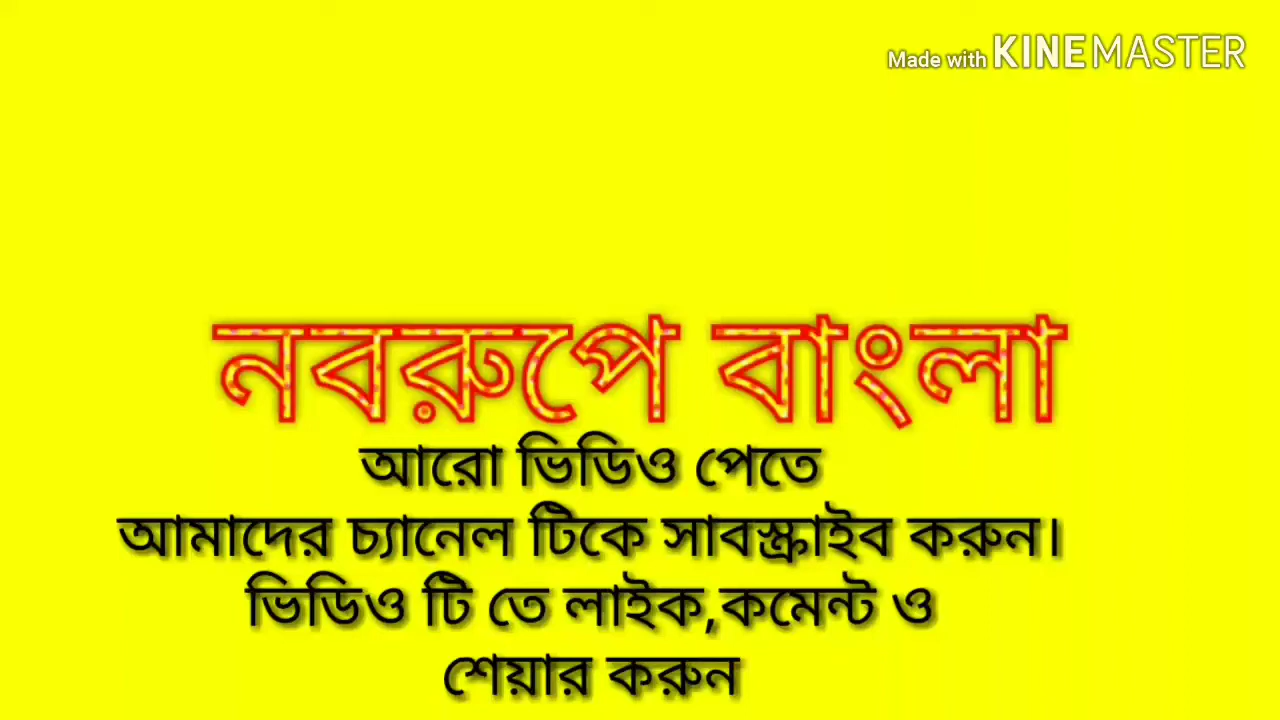 Made with KINEMASTER
নবরুপে বাংলা
আরো ভিডিও পেতে
আমাদের চ্যানেল টিকে সাবস্ক্রাইব করুন।
ভিডিও টি তে লাইক,কমেন্ট ও
শেয়ার করুন